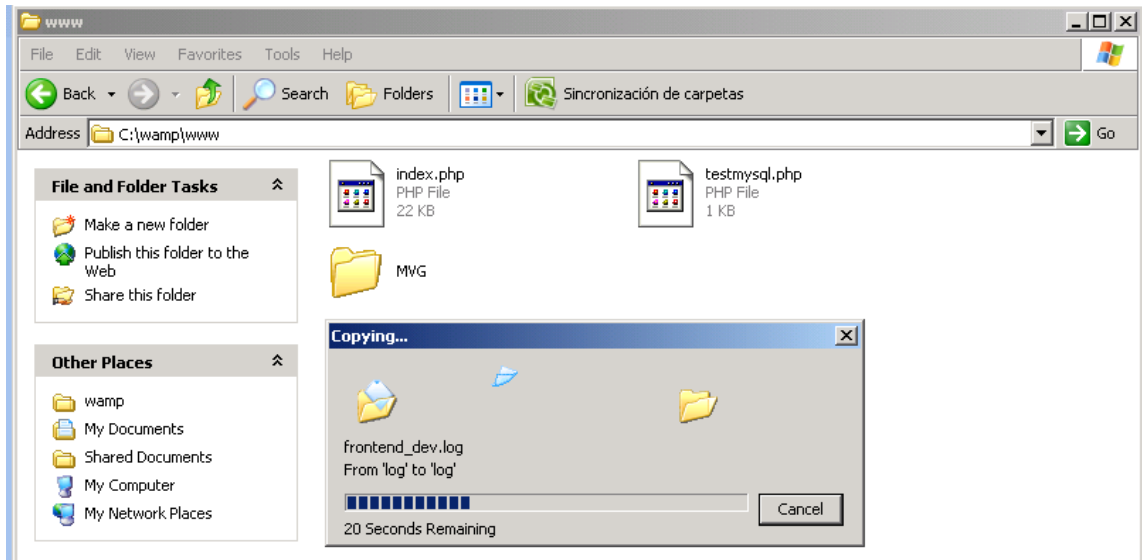 www
File Edit View Favorites Tools Help
Back Search Folders Sincronización de carpetas
Address C:\wamp\www Go
File and Folder Tasks
Make a new folder
Publish this folder to the
Web
Share this folder
Other Places
wamp
My Documents
Shared Documents
My Computer
My Network Places
index.php
PHP File
22 KB
testmysql.php
PHP File
1 KB
MVG
Copying...
frontend_dev.log
From 'log' to 'log'
Cancel
20 Seconds Remaining